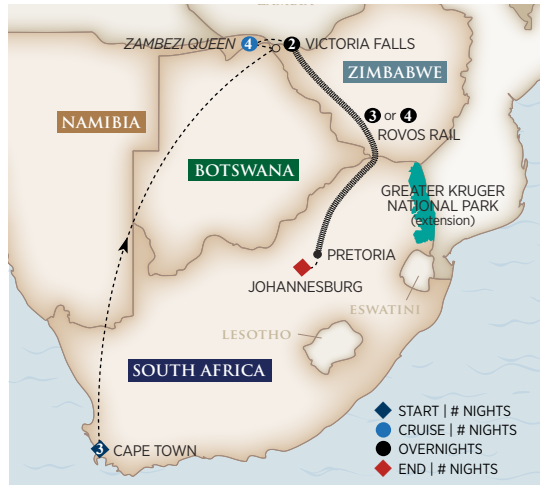 ZAMBEZI QUEEN 4 2 VICTORIA FALLS
ZIMBABWE
NAMIBIA
3 or 4
ROVOS RAIL
BOTSWANA
GREATER KRUGER
NATIONAL PARK
(extension)
PRETORIA
JOHANNESBURG
ESWATINI
LESOTHO
SOUTH AFRICA
3 CAPE TOWN
START | # NIGHTS
CRUISE | # NIGHTS
OVERNIGHTS
END | # NIGHTS